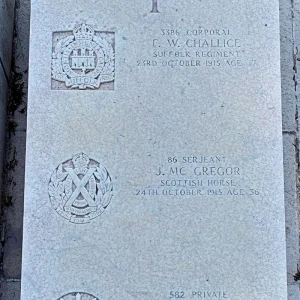 3386 CORPORAL
F. W. CHALLICE
SUFFOLK REGIMENT
23RD OCTOBER 1915 AGE
86 SERJEANT
J. MC GREGOR
SCOTTISH HORSE
24TH OCTOBER 1915 AGE 36
582 PRIVATE